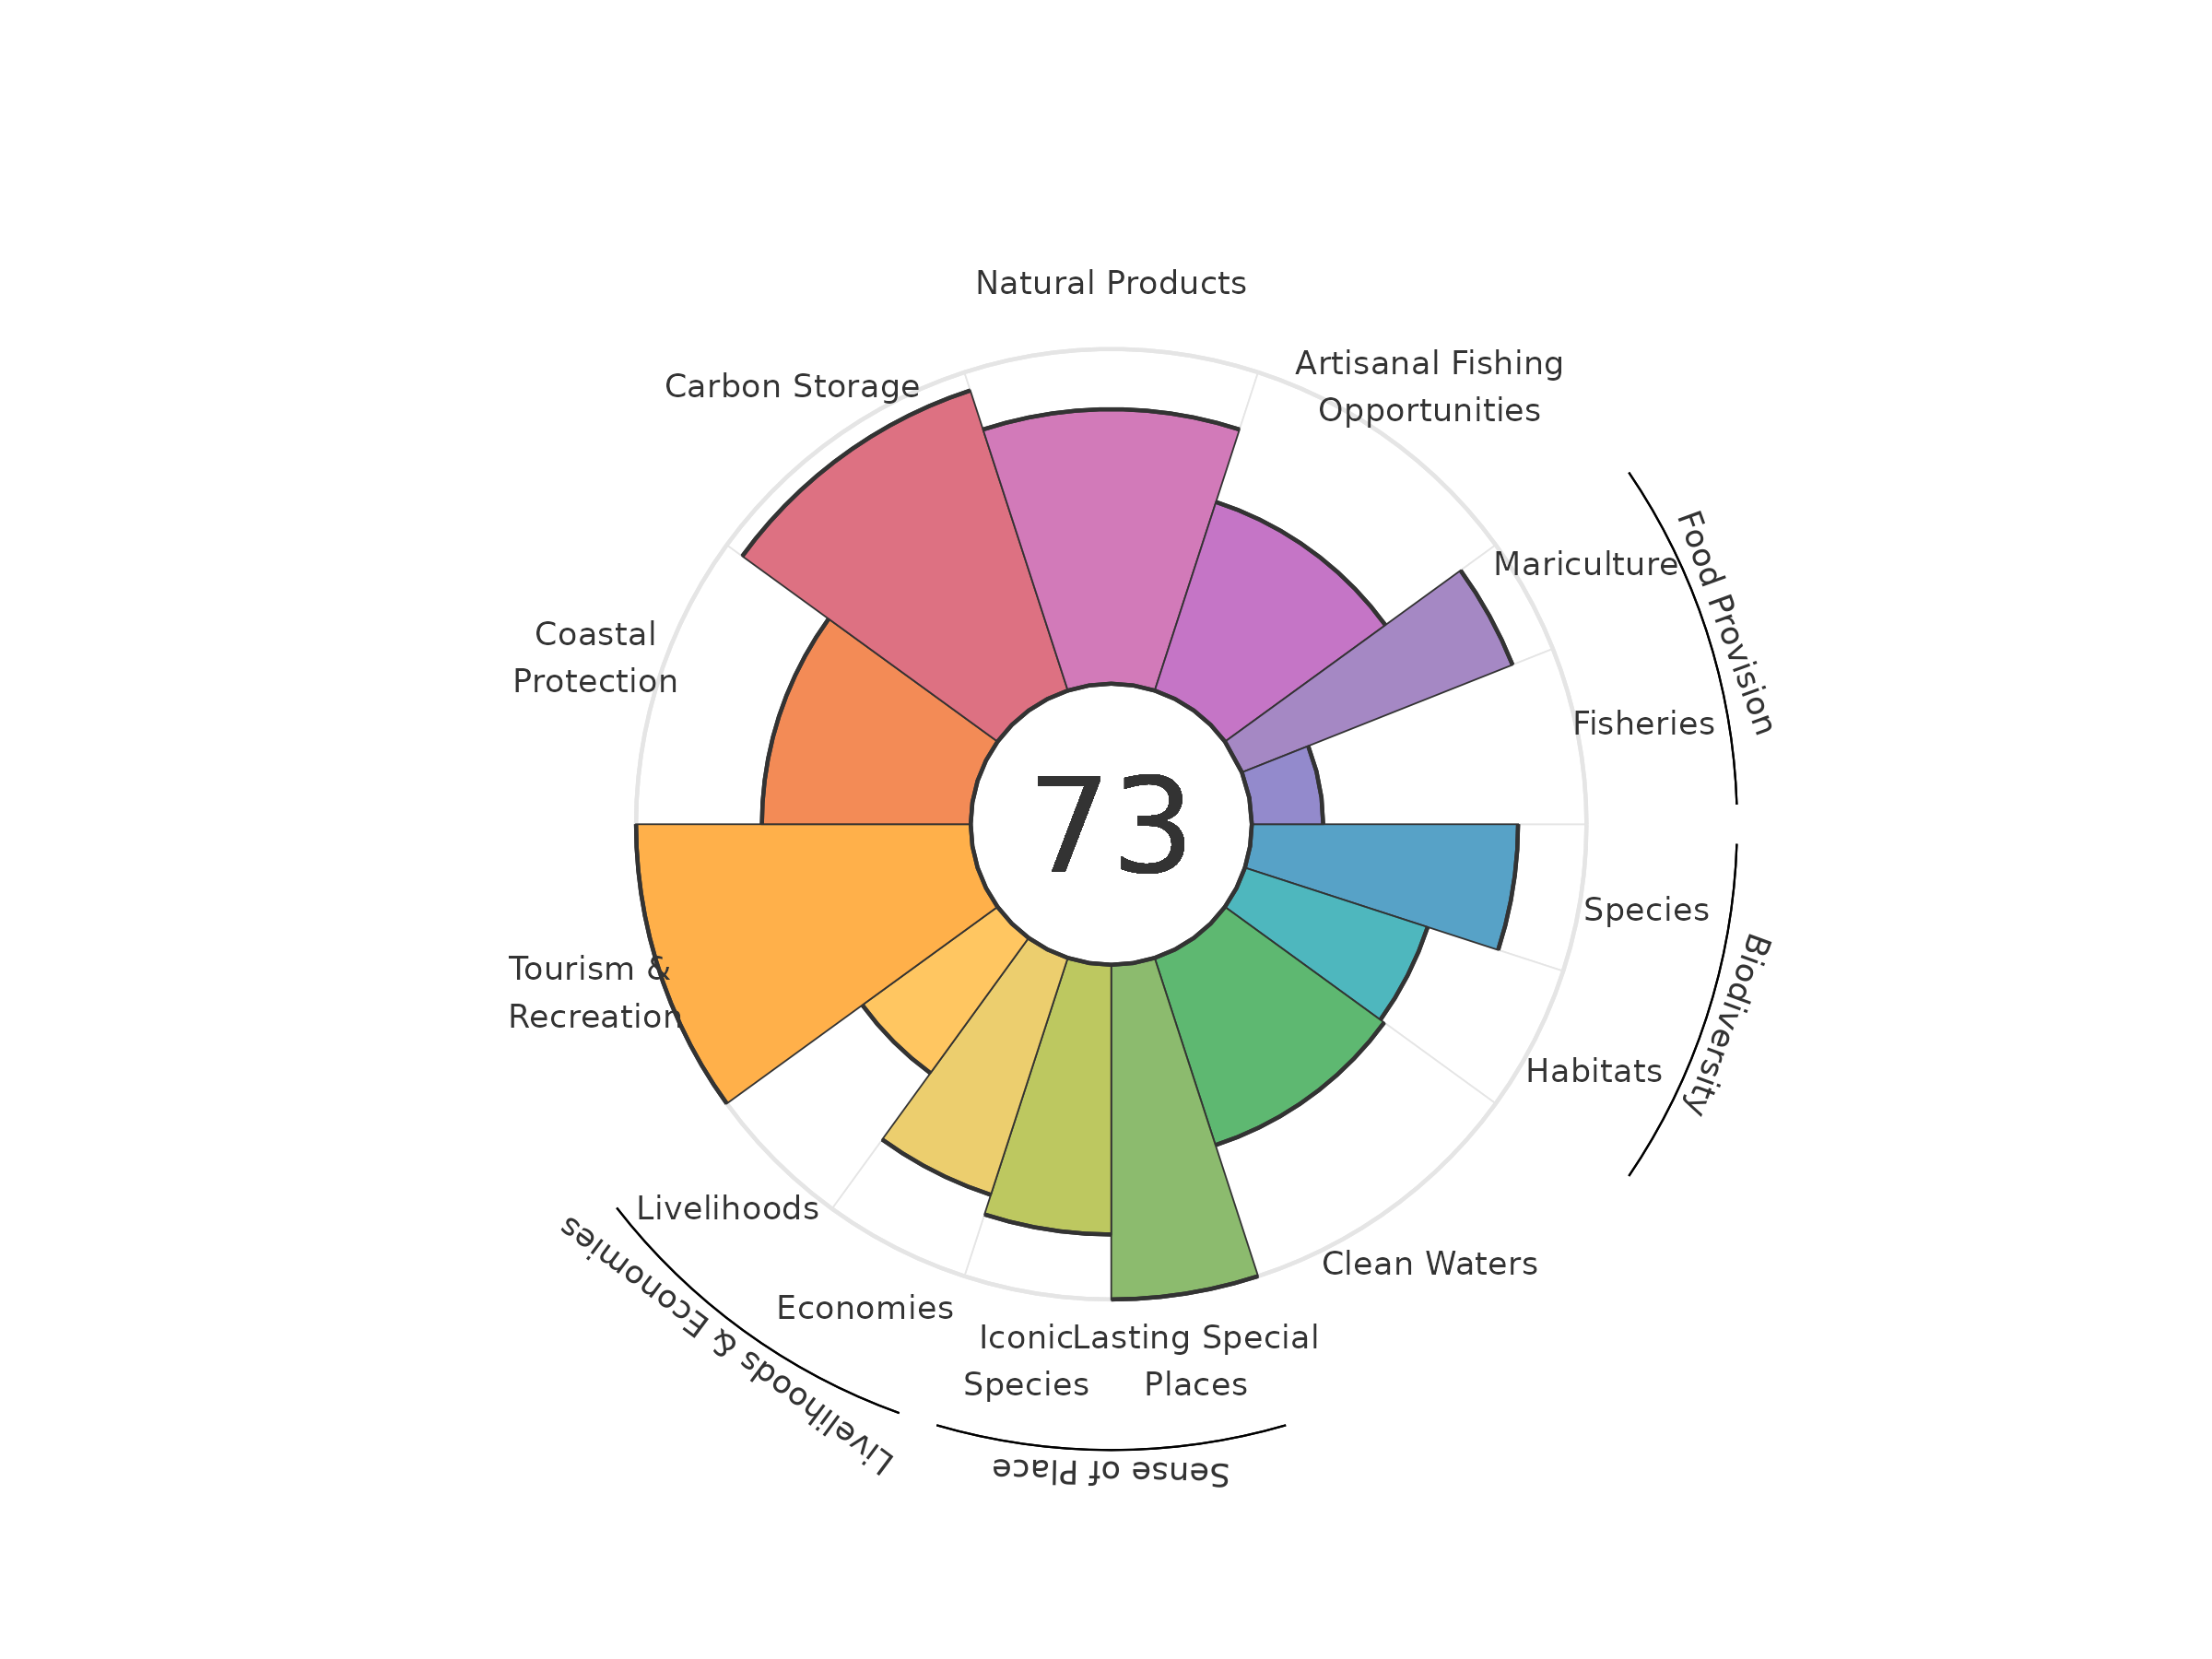 Natural Products
Carbon Storage
Artisanal Fishing
Opportunities
Mariculture
Food Provision
Coastal
Protection
Fisheries
73
Species
Biodiversity
Tourism &
Recreation
Habitats
Livelihoods
Clean Waters
Economies
Livelihoods & Economies
Iconic
Species
Lasting Special
Places
Sense of Place